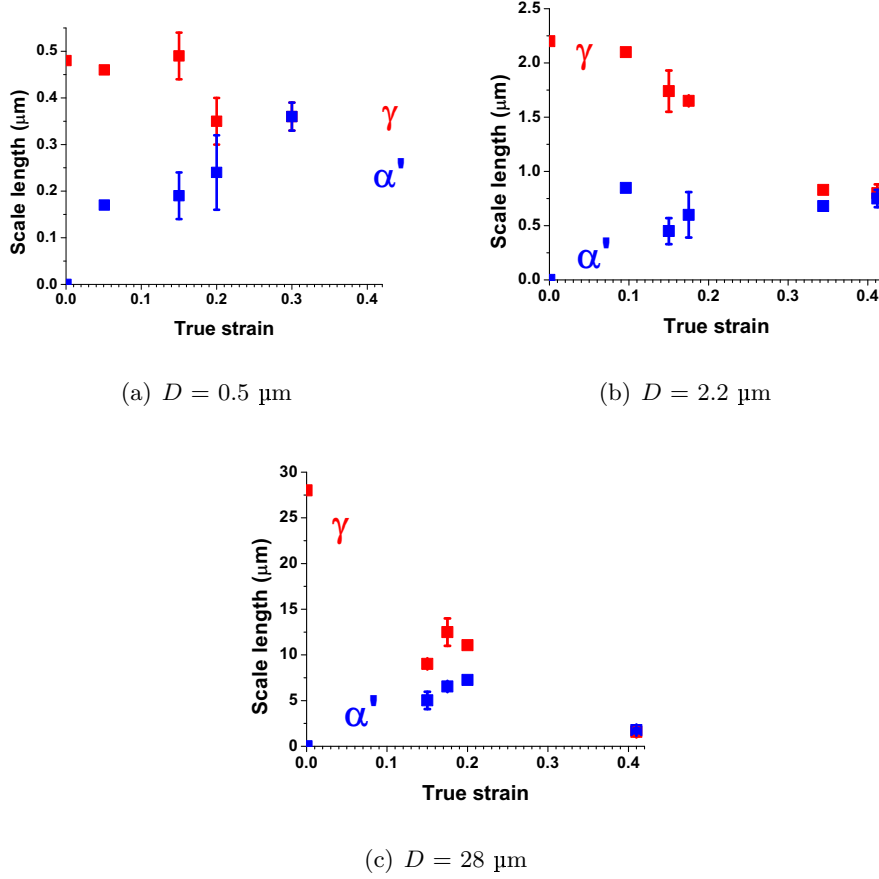 Scale length (μm)
0.5
0.4
0.3
0.2
0.1
0.0
γ
α'
0.0 0.1 0.2 0.3 0.4
True strain
(a) D = 0.5 µm
Scale length (μm)
2.5
2.0
1.5
1.0
0.5
0.0
γ
α'
0.0 0.1 0.2 0.3 0.4
True strain
(b) D = 2.2 µm
Scale length (μm)
30
25
20
15
10
5
0
γ
α'
0.0 0.1 0.2 0.3 0.4
True strain
(c) D = 28 µm